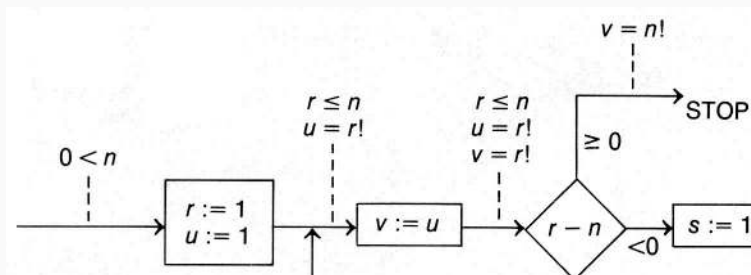 v = n!
r ≤ n
u = r!
r ≤ n
u = r!
v = r!
STOP
0 < n
≥ 0
r := 1
u := 1
v := u
r − n
<0
s := 1